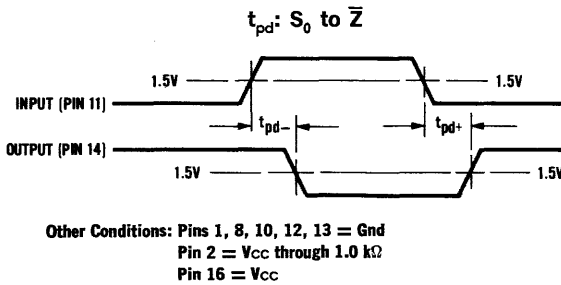 tpd: S0 to Z̅
1.5V 1.5V
INPUT (PIN 11)
tpd− tpd+
OUTPUT (PIN 14)
1.5V 1.5V
Other Conditions: Pins 1, 8, 10, 12, 13 = Gnd
Pin 2 = VCC through 1.0 kΩ
Pin 16 = VCC